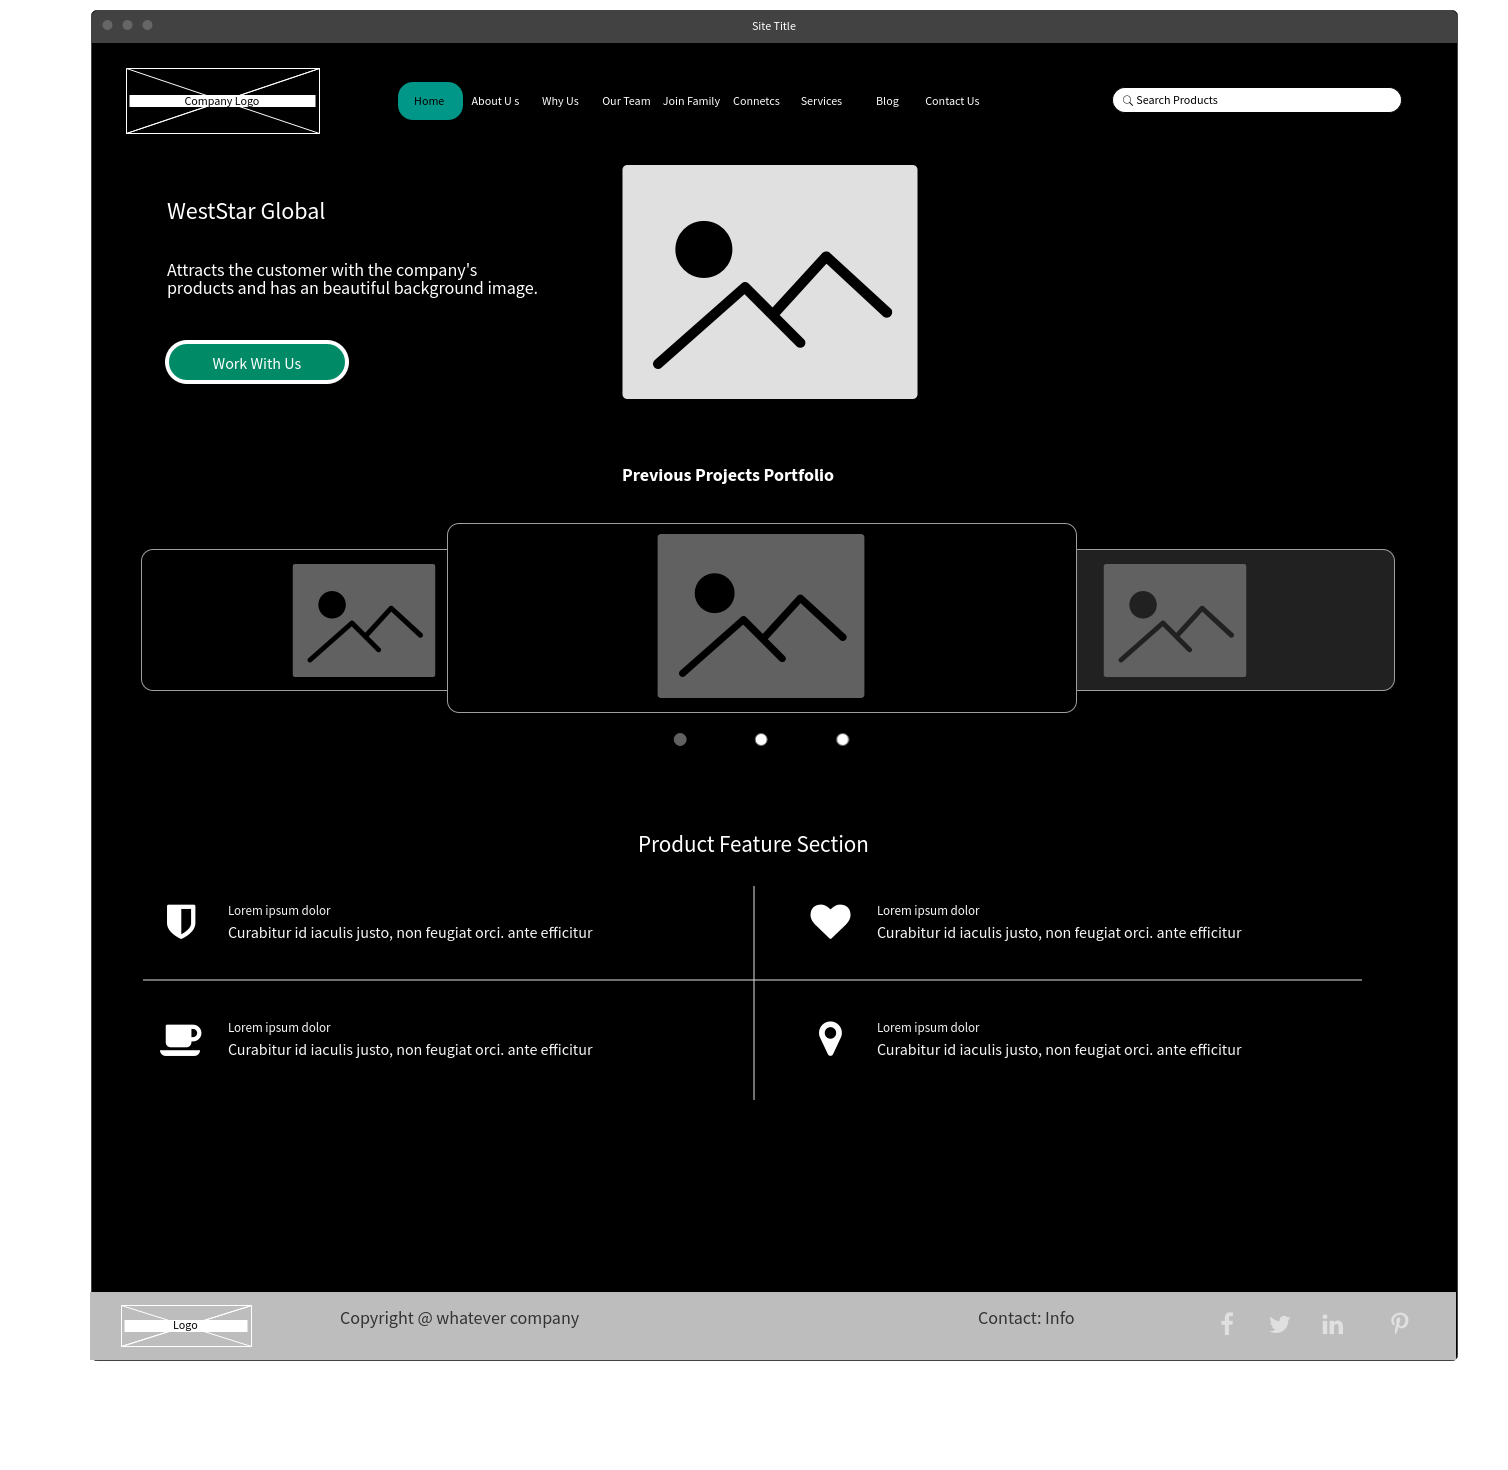 Site Title
Company Logo
Home
About U s
Why Us
Our Team
Join Family
Connetcs
Services
Blog
Contact Us
Search Products
WestStar Global
Attracts the customer with the company's
products and has an beautiful background image.
Work With Us
Previous Projects Portfolio
Product Feature Section
Lorem ipsum dolor
Curabitur id iaculis justo, non feugiat orci. ante efficitur
Lorem ipsum dolor
Curabitur id iaculis justo, non feugiat orci. ante efficitur
Lorem ipsum dolor
Curabitur id iaculis justo, non feugiat orci. ante efficitur
Lorem ipsum dolor
Curabitur id iaculis justo, non feugiat orci. ante efficitur
Logo
Copyright @ whatever company
Contact: Info